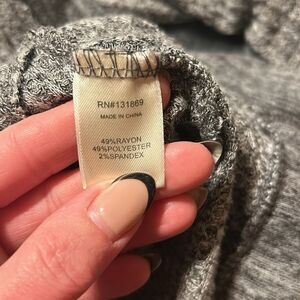 RN#131869
MADE IN CHINA
49%RAYON
49%POLYESTER
2%SPANDEX